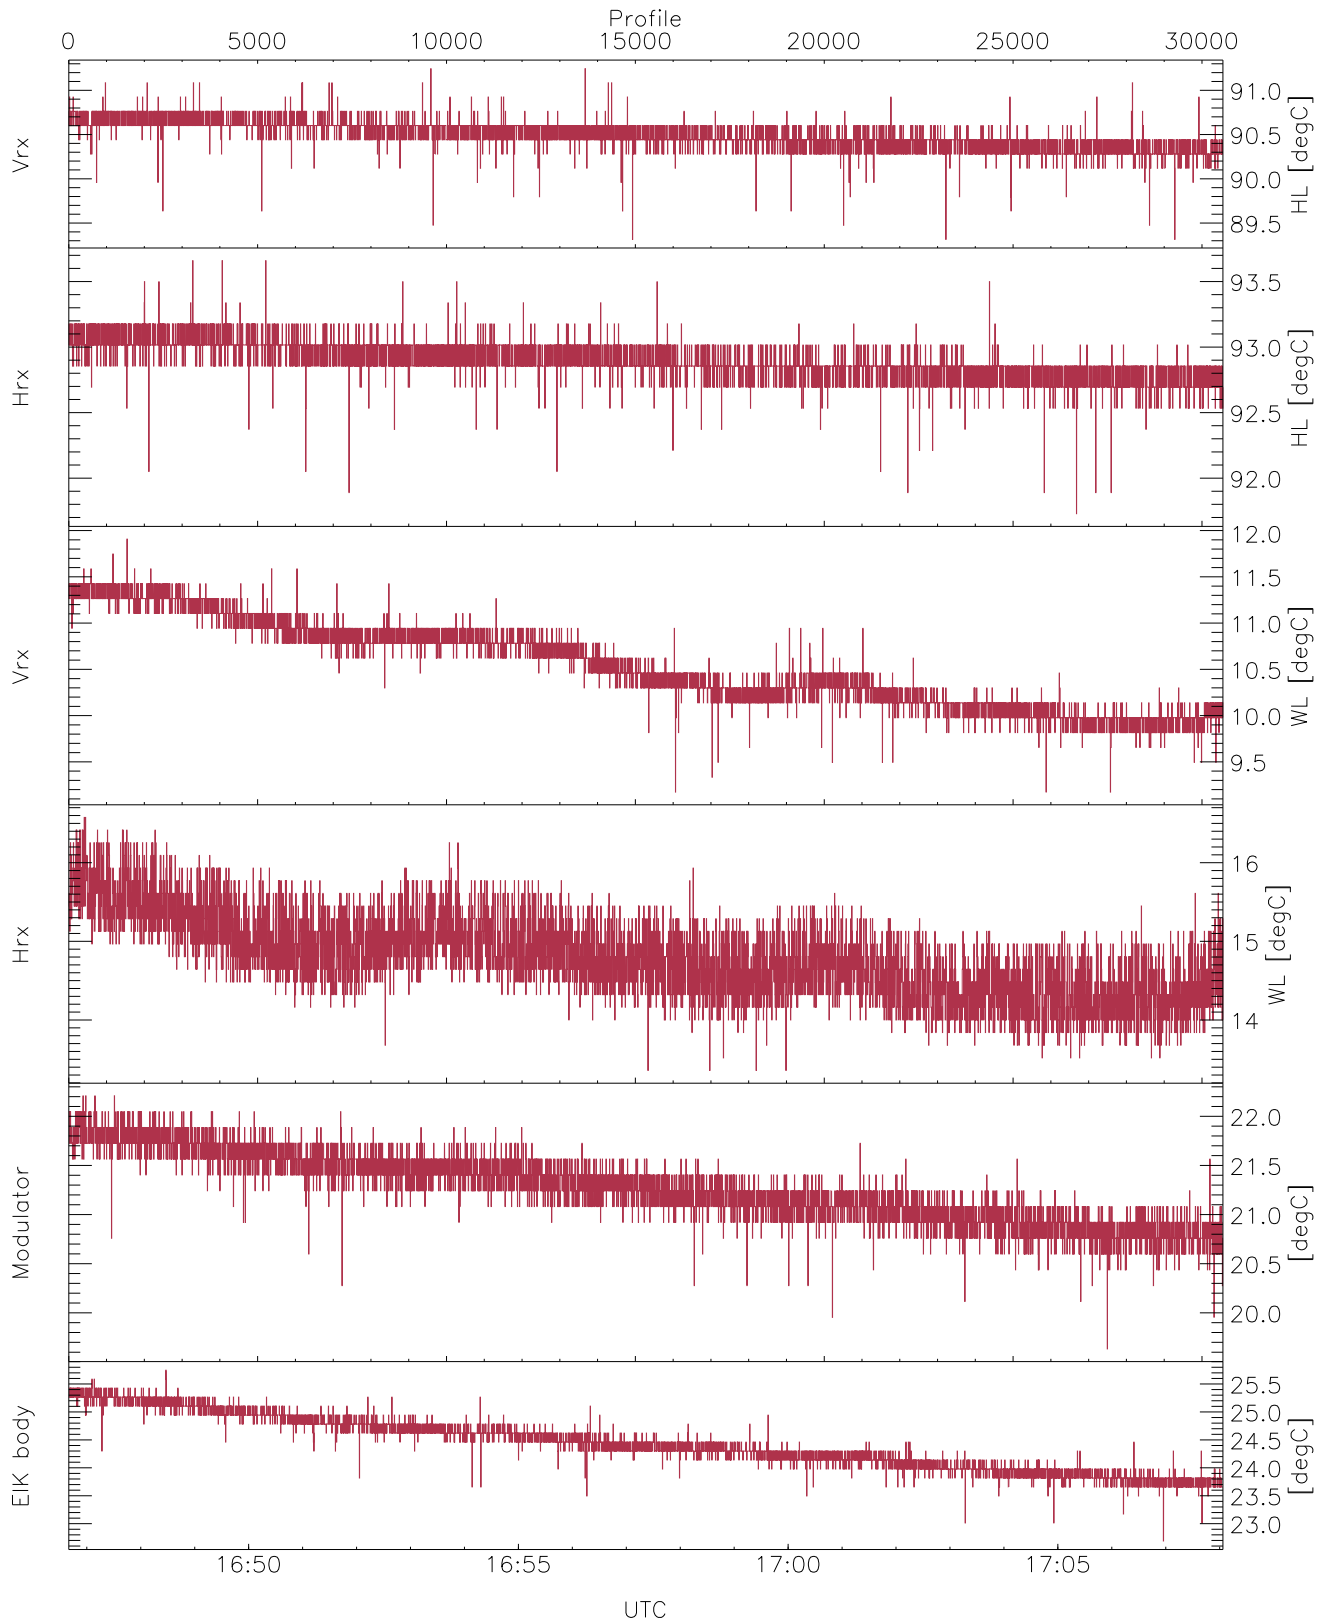 Profile
0 5000 10000 15000 20000 25000 30000
Vrx
91.0
90.5
90.0
89.5
HL [degC]
Hrx
93.5
93.0
92.5
92.0
HL [degC]
Vrx
12.0
11.5
11.0
10.5
10.0
9.5
WL [degC]
Hrx
16
15
14
WL [degC]
Modulator
22.0
21.5
21.0
20.5
20.0
[degC]
EIK body
25.5
25.0
24.5
24.0
23.5
23.0
[degC]
16:50 16:55 17:00 17:05
UTC